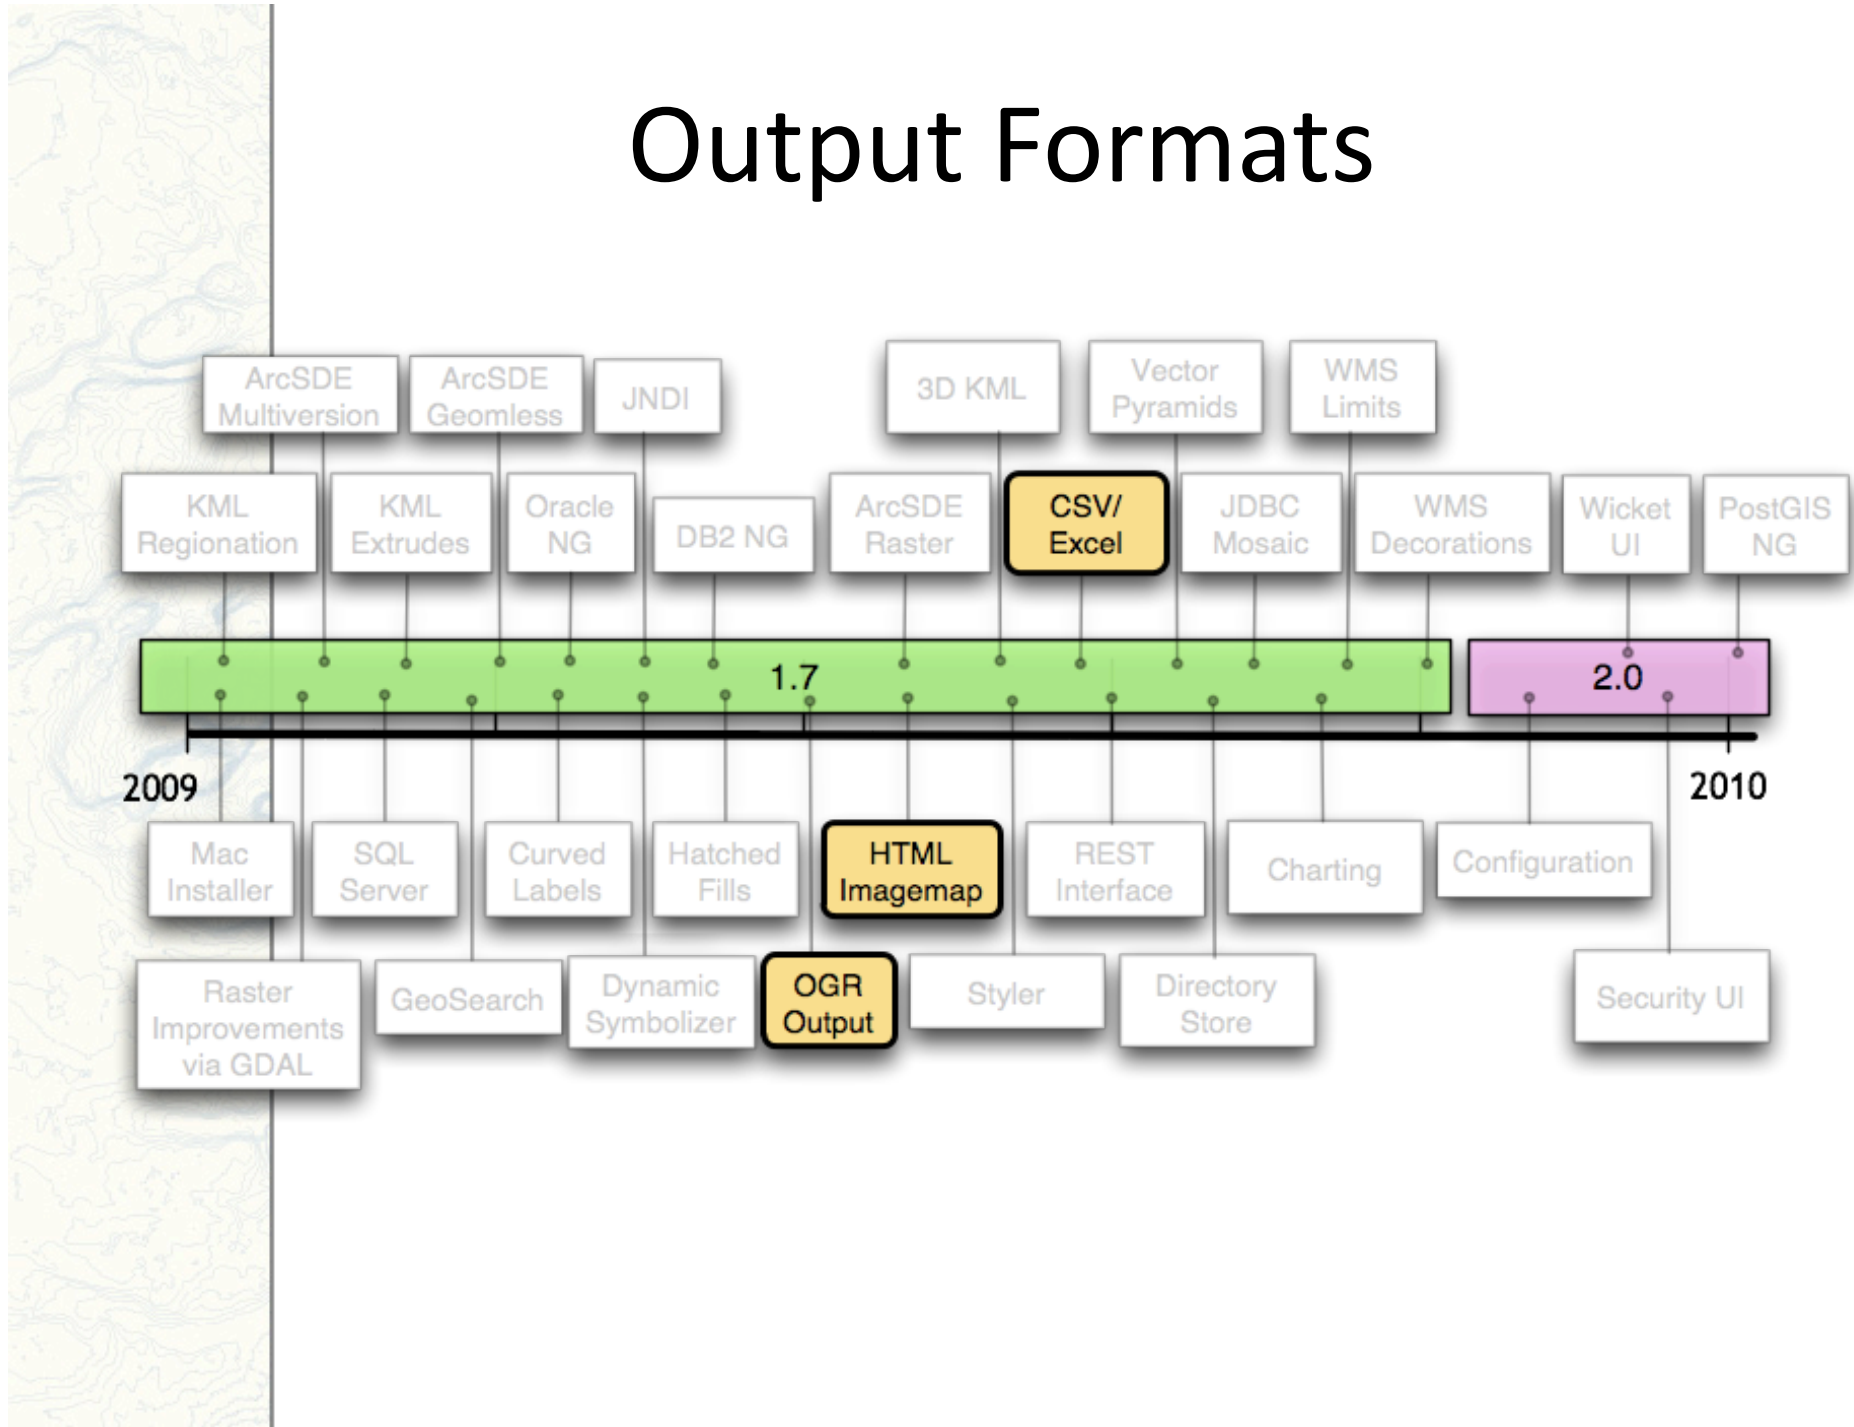 Output Formats
ArcSDE
Multiversion
ArcSDE
Geomless
JNDI
3D KML
Vector
Pyramids
WMS
Limits
KML
Regionation
KML
Extrudes
Oracle
NG
DB2 NG
ArcSDE
Raster
CSV/
Excel
JDBC
Mosaic
WMS
Decorations
Wicket
UI
PostGIS
NG
1.7
2.0
2009
2010
Mac
Installer
SQL
Server
Curved
Labels
Hatched
Fills
HTML
Imagemap
REST
Interface
Charting
Configuration
Raster
Improvements
via GDAL
GeoSearch
Dynamic
Symbolizer
OGR
Output
Styler
Directory
Store
Security UI